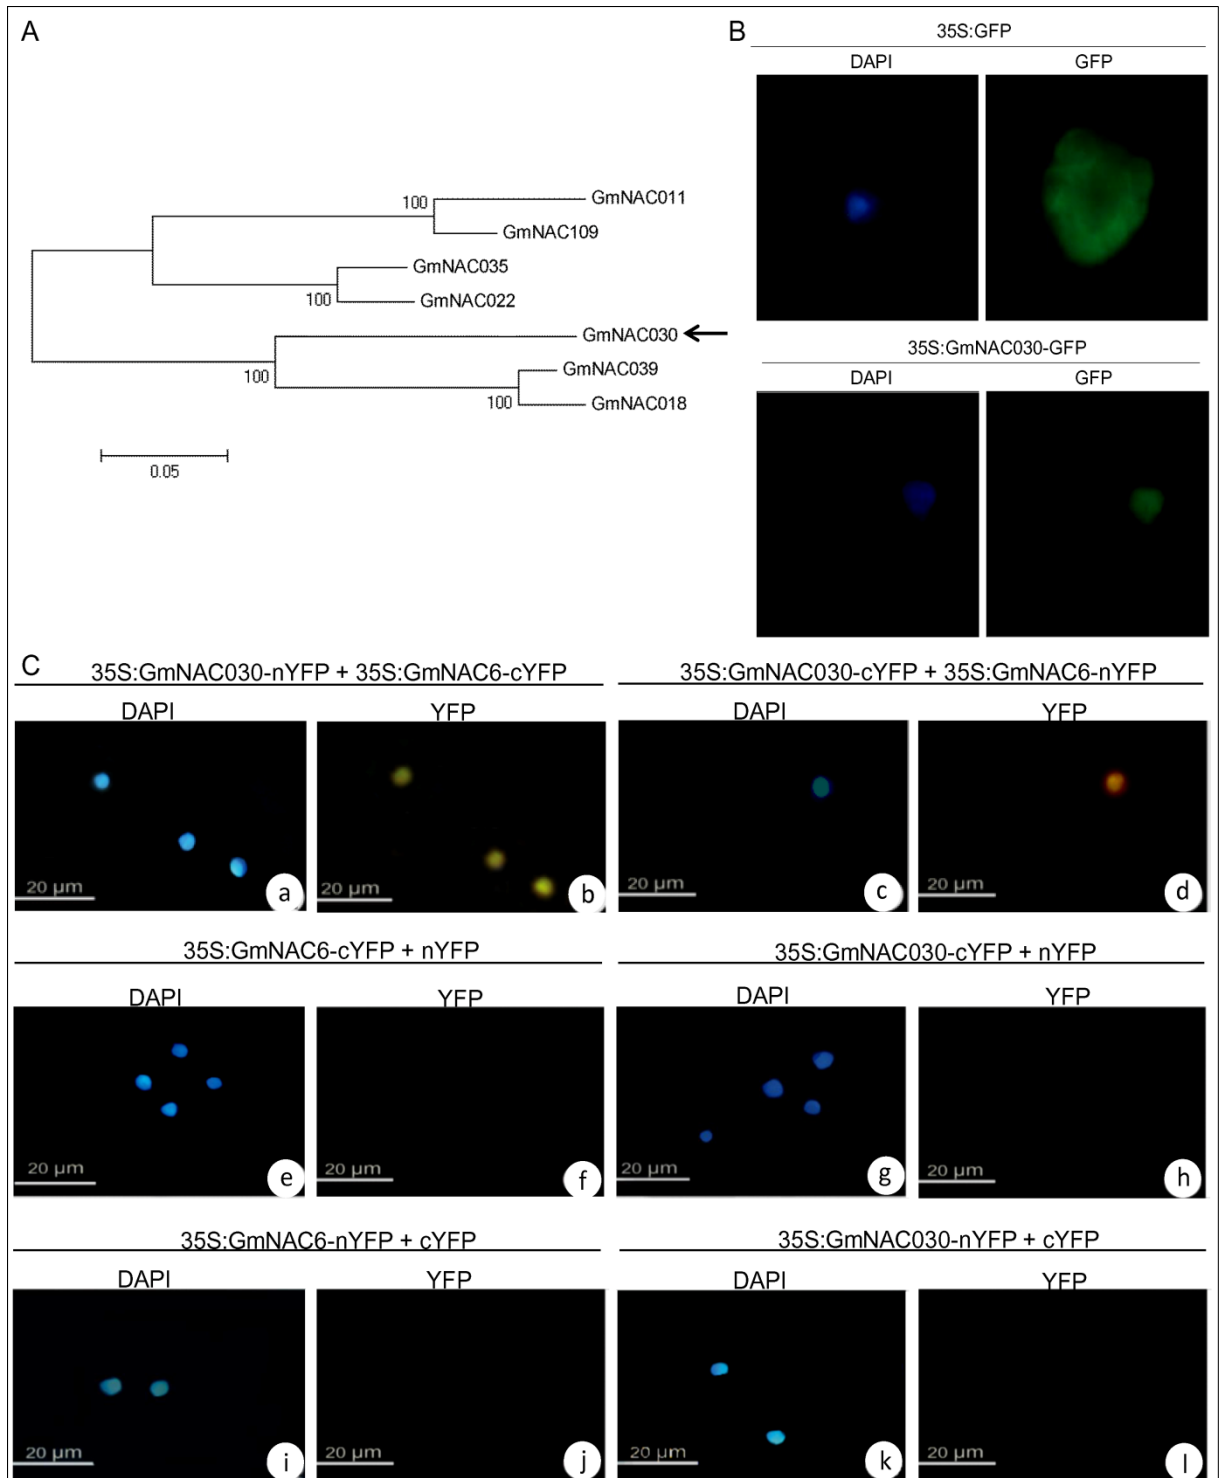 A
100
GmNAC011
GmNAC109
GmNAC035
100
GmNAC022
GmNAC030
100
GmNAC039
100
GmNAC018
0.05
B
35S:GFP
DAPI GFP
35S:GmNAC030-GFP
DAPI GFP
C
35S:GmNAC030-nYFP + 35S:GmNAC6-cYFP
35S:GmNAC030-cYFP + 35S:GmNAC6-nYFP
DAPI YFP DAPI YFP
20 µm a 20 µm b 20 µm c 20 µm d
35S:GmNAC6-cYFP + nYFP
35S:GmNAC030-cYFP + nYFP
DAPI YFP DAPI YFP
20 µm e 20 µm f 20 µm g 20 µm h
35S:GmNAC6-nYFP + cYFP
35S:GmNAC030-nYFP + cYFP
DAPI YFP DAPI YFP
20 µm i 20 µm j 20 µm k 20 µm l